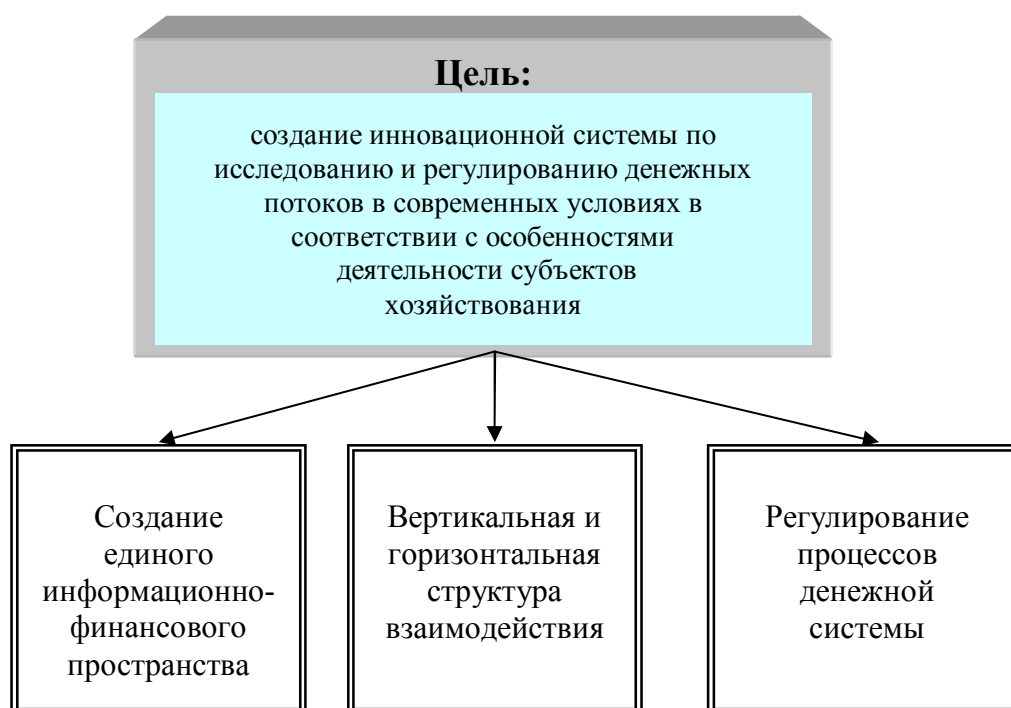 Цель:
создание инновационной системы по
исследованию и регулированию денежных
потоков в современных условиях в
соответствии с особенностями
деятельности субъектов
хозяйствования
Создание
единого
информационно-
финансового
пространства
Вертикальная и
горизонтальная
структура
взаимодействия
Регулирование
процессов
денежной
системы